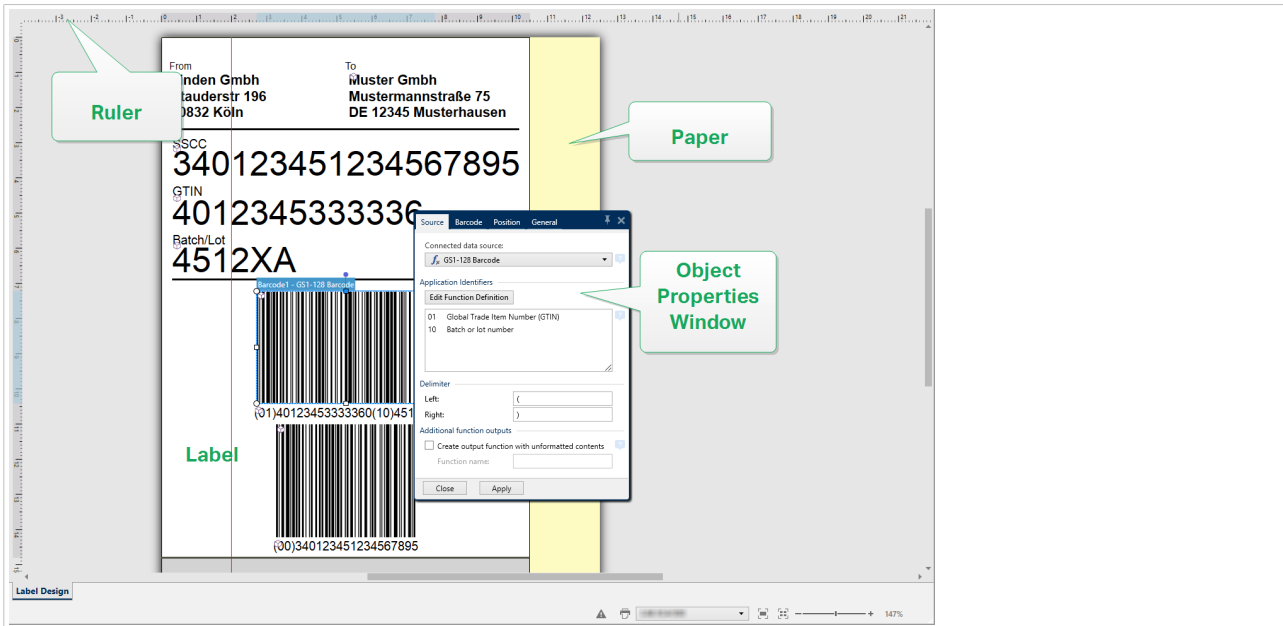 Ruler
From
nden Gmbh
tauderstr 196
0832 Köln
To
Muster Gmbh
Mustermannstraße 75
DE 12345 Musterhausen
Paper
SSCC
340123451234567895
GTIN
4012345333336
Batch/Lot
4512XA
Source Barcode Position General
Connected data source:
fx GS1-128 Barcode
Application Identifiers
Edit Function Definition
01 Global Trade Item Number (GTIN)
10 Batch or lot number
Delimiter
Left: (
Right: )
Additional function outputs
Create output function with unformatted contents
Function name:
Close Apply
Object
Properties
Window
Barcode1 - GS1-128 Barcode
(01)40123453333360(10)451
Label
(00)340123451234567895
Label Design
147%